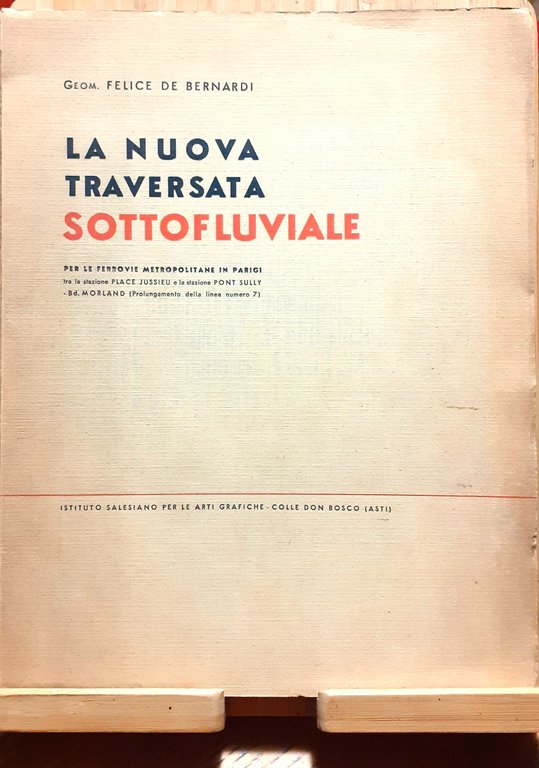 GEOM. FELICE DE BERNARDI
LA NUOVA
TRAVERSATA
SOTTOFLUVIALE
PER LE FERROVIE METROPOLITANE IN PARIGI
tra la stazione PLACE JUSSIEU e la stazione PONT SULLY
- Bd. MORLAND (Prolungamento della linea numero 7)
ISTITUTO SALESIANO PER LE ARTI GRAFICHE - COLLE DON BOSCO (ASTI)